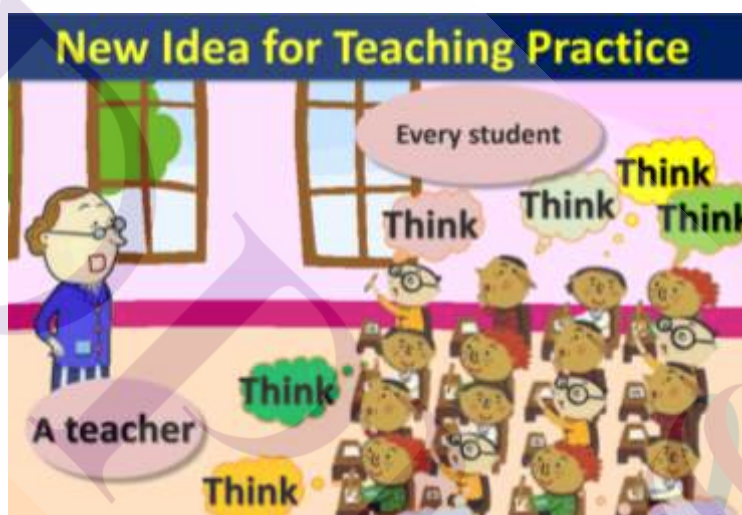 New Idea for Teaching Practice
Every student
Think
Think
Think
Think
Think
A teacher
Think